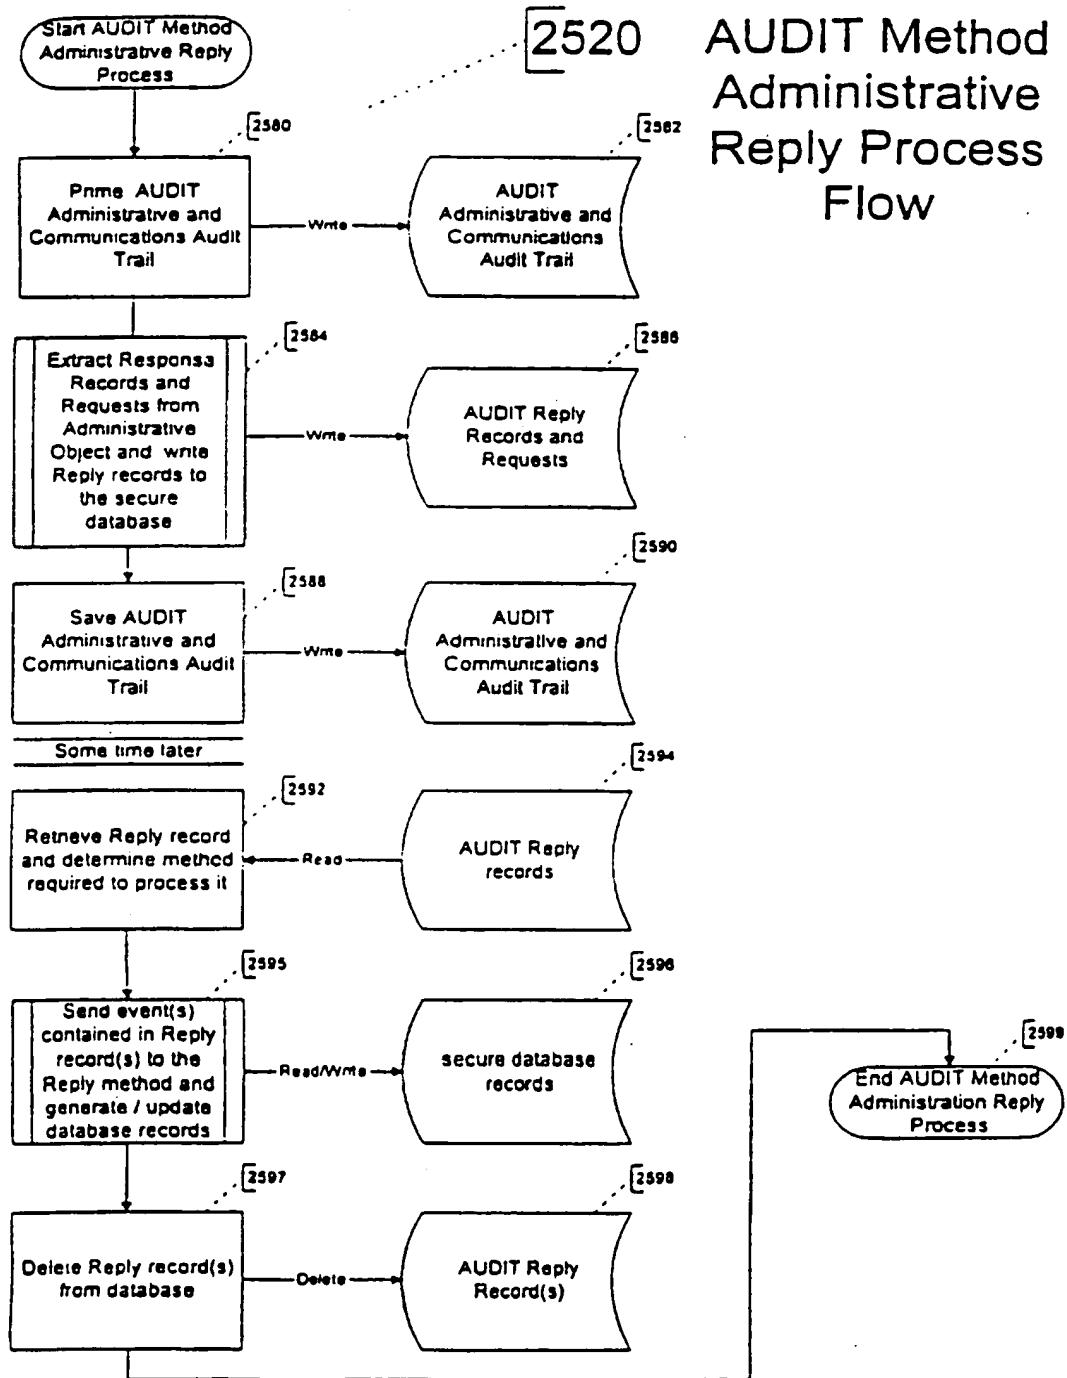 Start AUDIT Method
Administrative Reply
Process
2520
AUDIT Method
Administrative
Reply Process
Flow
2580
Prime AUDIT
Administrative and
Communications Audit
Trail
Write
2582
AUDIT
Administrative and
Communications
Audit Trail
2584
Extract Response
Records and
Requests from
Administrative
Object and write
Reply records to
the secure
database
Write
2586
AUDIT Reply
Records and
Requests
2588
Save AUDIT
Administrative and
Communications Audit
Trail
Write
2590
AUDIT
Administrative and
Communications
Audit Trail
Some time later
2592
Retrieve Reply record
and determine method
required to process it
Read
2594
AUDIT Reply
records
2595
Send event(s)
contained in Reply
record(s) to the
Reply method and
generate / update
database records
Read/Write
2596
secure database
records
2599
End AUDIT Method
Administration Reply
Process
2597
Delete Reply record(s)
from database
Delete
2598
AUDIT Reply
Record(s)